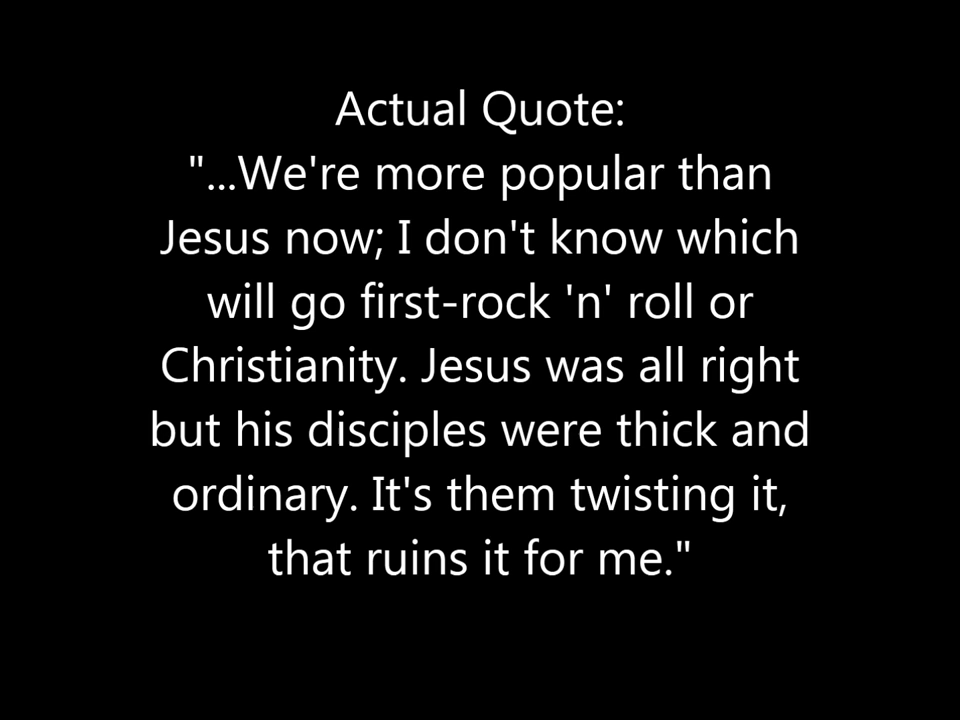 Actual Quote:
"...We're more popular than
Jesus now; I don't know which
will go first-rock 'n' roll or
Christianity. Jesus was all right
but his disciples were thick and
ordinary. It's them twisting it,
that ruins it for me."